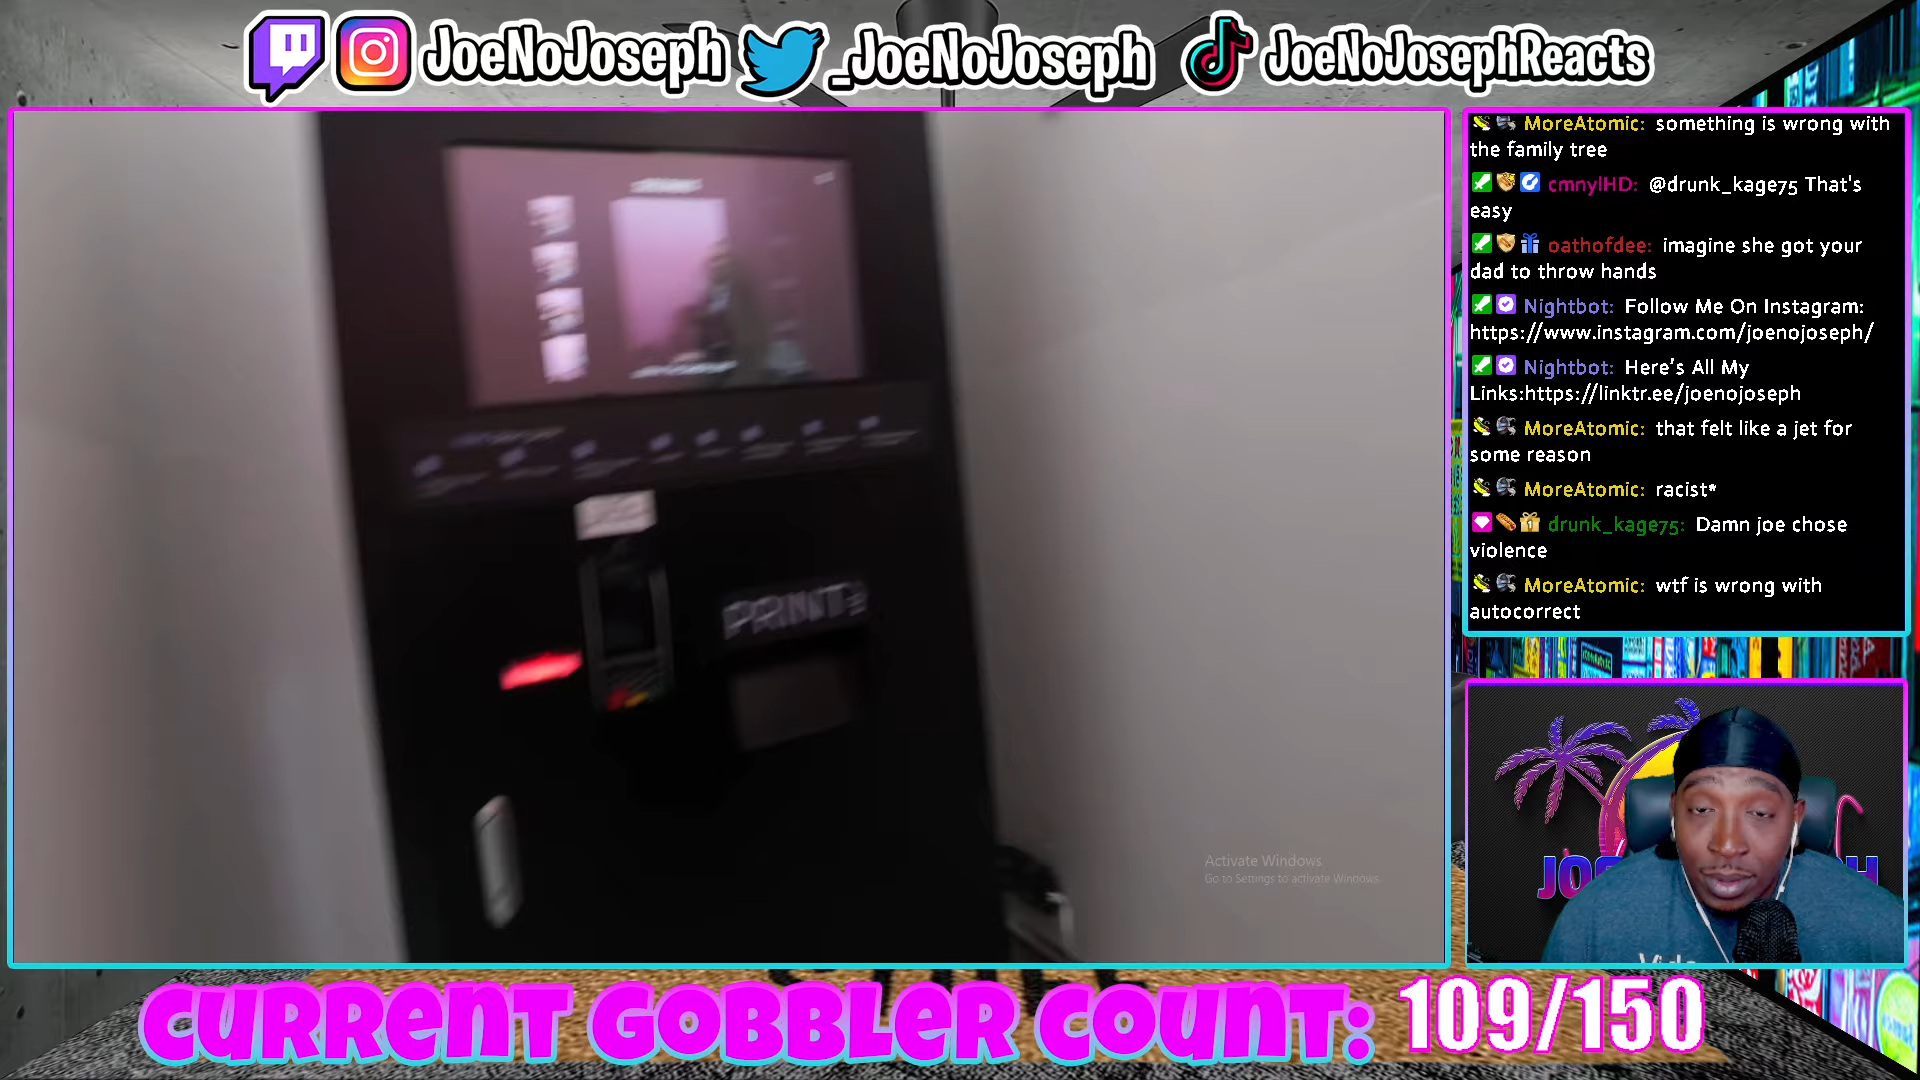 JoeNoJoseph _JoeNoJoseph JoeNoJosephReacts
MoreAtomic: something is wrong with
the family tree
cmnylHD: @drunk_kage75 That's
easy
oathofdee: imagine she got your
dad to throw hands
Nightbot: Follow Me On Instagram:
https://www.instagram.com/joenojoseph/
Nightbot: Here's All My
Links:https://linktr.ee/joenojoseph
MoreAtomic: that felt like a jet for
some reason
MoreAtomic: racist*
drunk_kage75: Damn joe chose
violence
MoreAtomic: wtf is wrong with
autocorrect
PRINTS
Activate Windows
Go to Settings to activate Windows.
CURRENT GOBBLER COUNT: 109/150